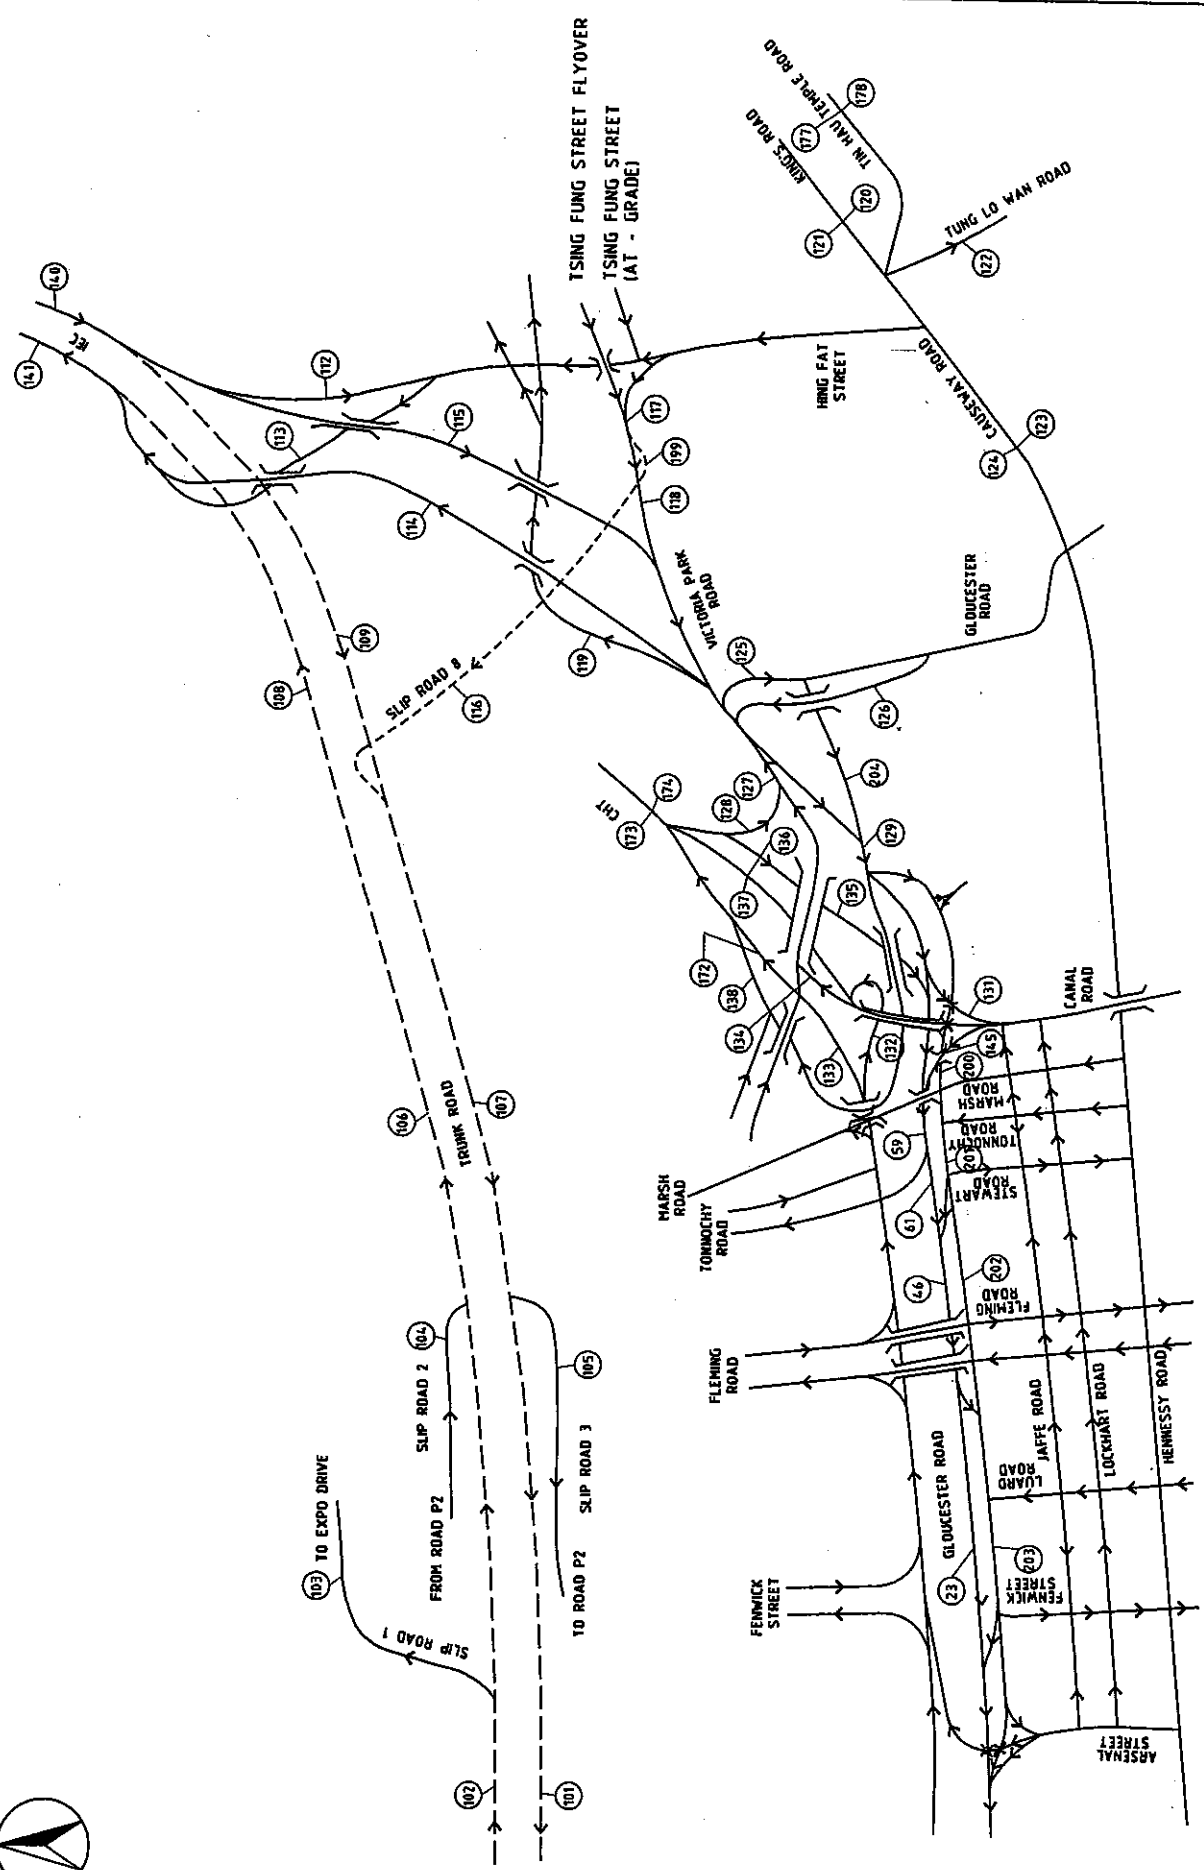 TSING FUNG STREET FLYOVER
TSING FUNG STREET
(AT - GRADE)
KING'S ROAD
TIN HAU TEMPLE ROAD
177
178
121
120
TUNG LO WAN ROAD
122
140
141
IEC
112
113
115
114
117
199
118
HING FAT
STREET
CAUSEWAY ROAD
123
124
VICTORIA PARK
ROAD
GLOUCESTER
ROAD
119
125
126
108
109
SLIP ROAD 8
116
CHT
174
173
128
127
204
129
136
137
135
172
138
134
133
132
131
145
200
CANAL
ROAD
106
TRUNK ROAD
107
MARSH
ROAD
TONNOCHY
ROAD
59
61
201
MARSH
ROAD
TONNOCHY
ROAD
STEWART
ROAD
46
202
FLEMING
ROAD
FLEMING
ROAD
104
SLIP ROAD 2
FROM ROAD P2
105
SLIP ROAD 3
TO ROAD P2
103
TO EXPO DRIVE
SLIP ROAD 1
GLOUCESTER ROAD
JAFFE ROAD
LOCKHART ROAD
HENNESSY ROAD
LUARD
ROAD
23
203
FENWICK
STREET
FENWICK
STREET
102
101
ARSENAL
STREET